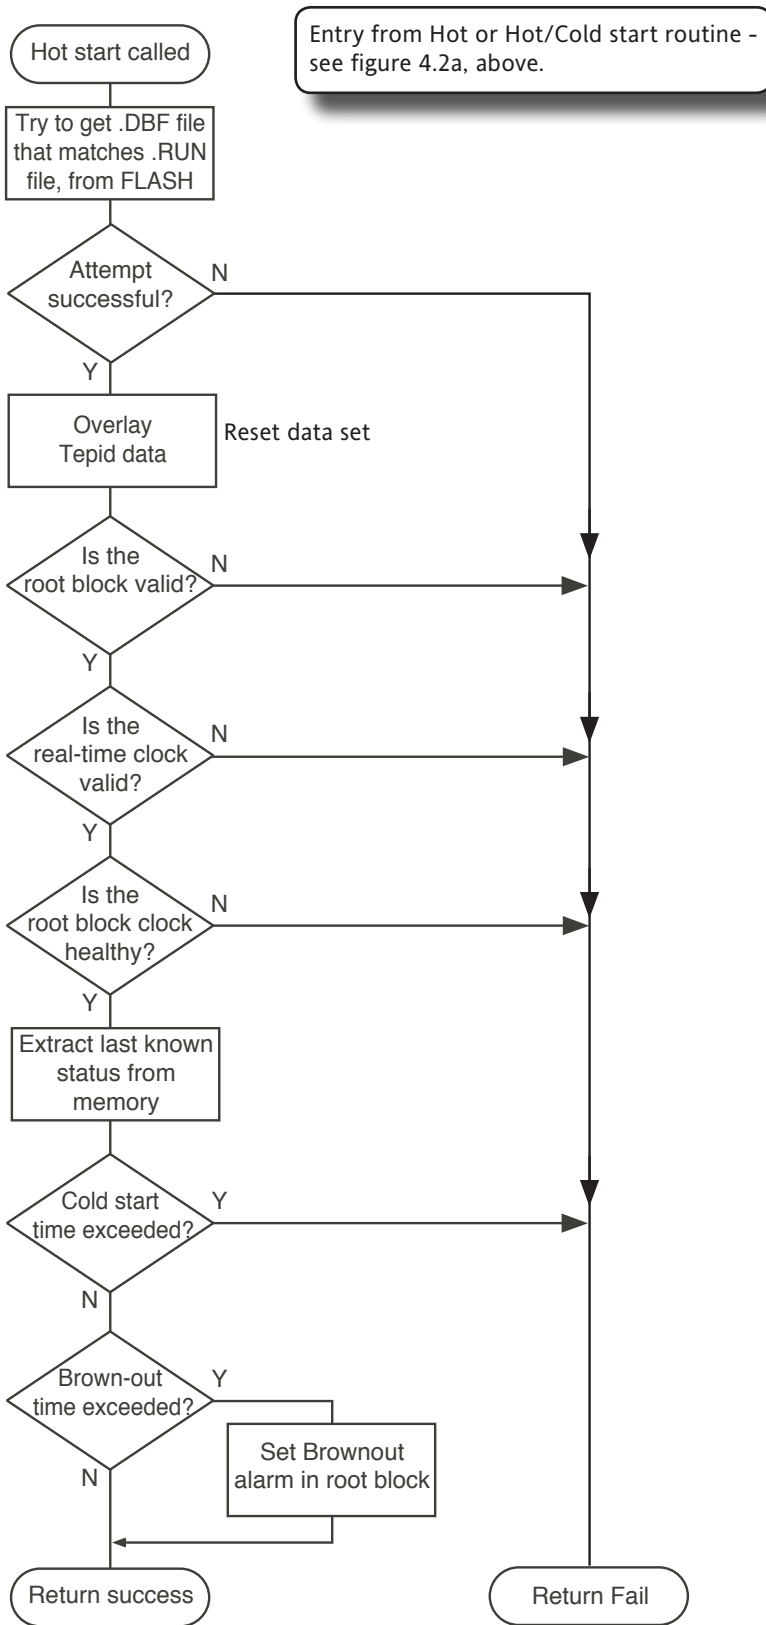 Hot start called
Entry from Hot or Hot/Cold start routine -
see figure 4.2a, above.
Try to get .DBF file
that matches .RUN
file, from FLASH
Attempt
successful?
N
Y
Overlay
Tepid data
Reset data set
Is the
root block valid?
N
Y
Is the
real-time clock
valid?
N
Y
Is the
root block clock
healthy?
N
Y
Extract last known
status from
memory
Cold start
time exceeded?
Y
N
Brown-out
time exceeded?
Y
N
Set Brownout
alarm in root block
Return success
Return Fail